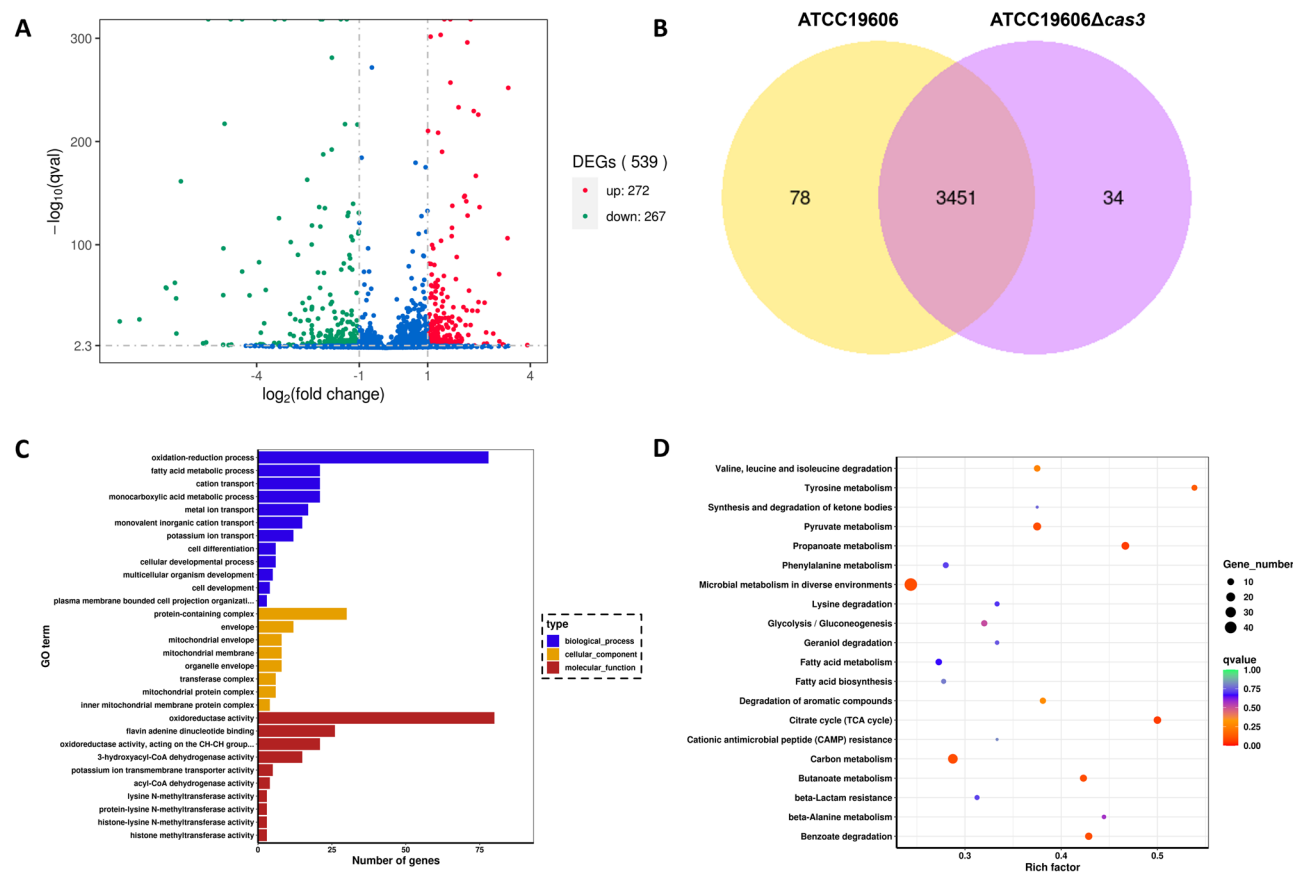 A
300
200
100
2.3
−log10(qval)
-4
-1
1
4
log2(fold change)
DEGs ( 539 )
up: 272
down: 267
B
ATCC19606
ATCC19606Δcas3
78
3451
34
C
GO term
oxidation-reduction process
fatty acid metabolic process
cation transport
monocarboxylic acid metabolic process
metal ion transport
monovalent inorganic cation transport
potassium ion transport
cell differentiation
cellular developmental process
multicellular organism development
cell development
plasma membrane bounded cell projection organizati...
protein-containing complex
envelope
mitochondrial envelope
mitochondrial membrane
organelle envelope
transferase complex
mitochondrial protein complex
inner mitochondrial membrane protein complex
oxidoreductase activity
flavin adenine dinucleotide binding
oxidoreductase activity, acting on the CH-CH group...
3-hydroxyacyl-CoA dehydrogenase activity
potassium ion transmembrane transporter activity
acyl-CoA dehydrogenase activity
lysine N-methyltransferase activity
protein-lysine N-methyltransferase activity
histone-lysine N-methyltransferase activity
histone methyltransferase activity
0
25
50
75
Number of genes
type
biological_process
cellular_component
molecular_function
D
Valine, leucine and isoleucine degradation
Tyrosine metabolism
Synthesis and degradation of ketone bodies
Pyruvate metabolism
Propanoate metabolism
Phenylalanine metabolism
Microbial metabolism in diverse environments
Lysine degradation
Glycolysis / Gluconeogenesis
Geraniol degradation
Fatty acid metabolism
Fatty acid biosynthesis
Degradation of aromatic compounds
Citrate cycle (TCA cycle)
Cationic antimicrobial peptide (CAMP) resistance
Carbon metabolism
Butanoate metabolism
beta-Lactam resistance
beta-Alanine metabolism
Benzoate degradation
0.3
0.4
0.5
Rich factor
Gene_number
10
20
30
40
qvalue
1.00
0.75
0.50
0.25
0.00